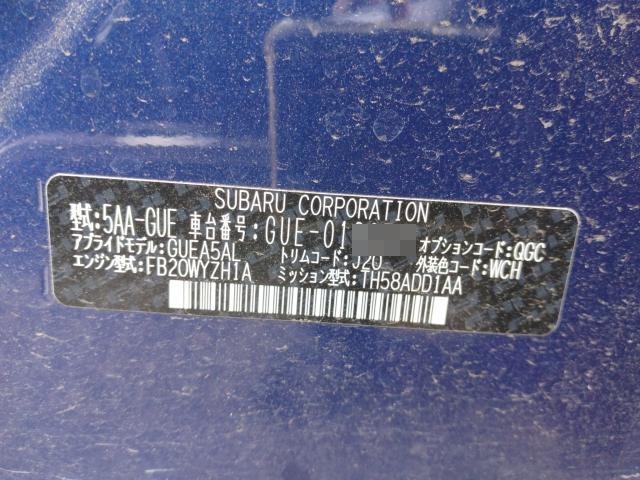 SUBARU CORPORATION
型式:5AA-GUE 車台番号:GUE-01 オプションコード:QGC
アプライドモデル:GUEA5AL トリムコード:J20 外装色コード:WCH
エンジン型式:FB20WYZH1A ミッション型式:TH58ADD1AA